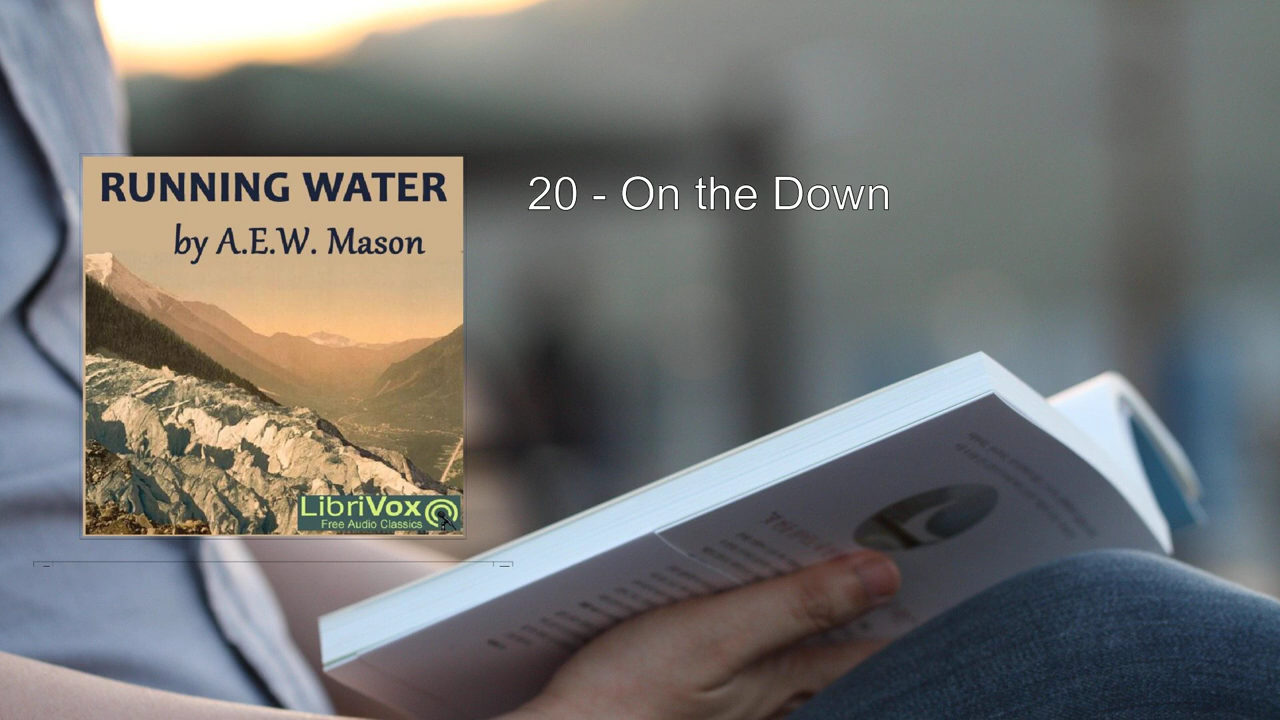 RUNNING WATER
by A.E.W. Mason
20 - On the Down
LibriVox
Free Audio Classics